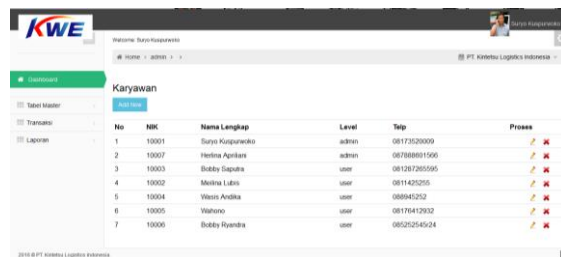 KWE
Suryo Kuspurwoko
Welcome Suryo Kuspurwoko
Home > admin > >
PT. Kintetsu Logistics Indonesia
Dashboard
Tabel Master
Transaksi
Laporan
Karyawan
Add new
No NIK Nama Lengkap Level Telp Proses
1 10001 Suryo Kuspurwoko admin 08173529009
2 10007 Herlina Apriliani admin 087888601566
3 10003 Bobby Saputra user 081287265595
4 10002 Meilina Lubis user 0811425255
5 10004 Wasis Andika user 088945252
6 10005 Wahono user 08176412932
7 10006 Bobby Ryandra user 085252545r24
2016 © PT. Kintetsu Logistics Indonesia